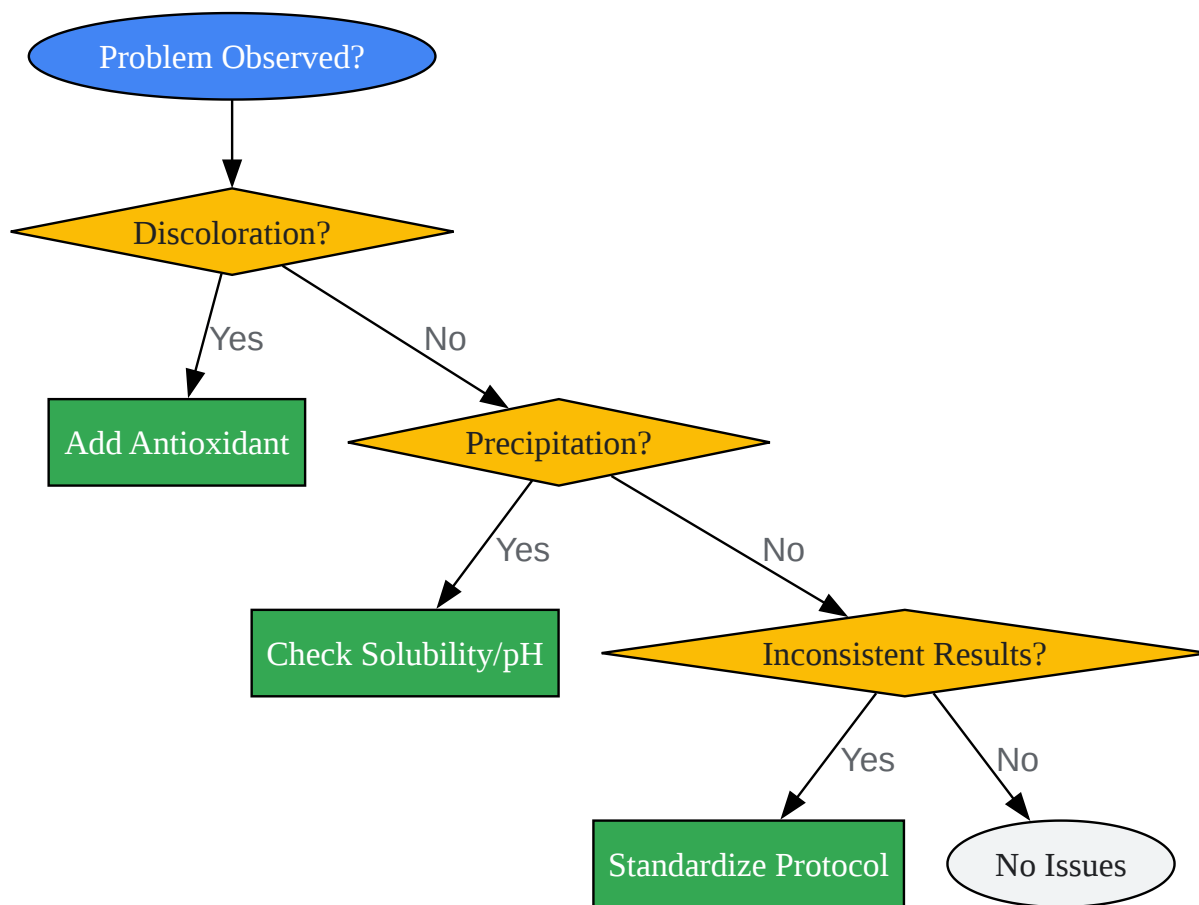 Problem Observed?
Discoloration?
Yes
No
Add Antioxidant
Precipitation?
Yes
No
Check Solubility/pH
Inconsistent Results?
Yes
No
Standardize Protocol
No Issues